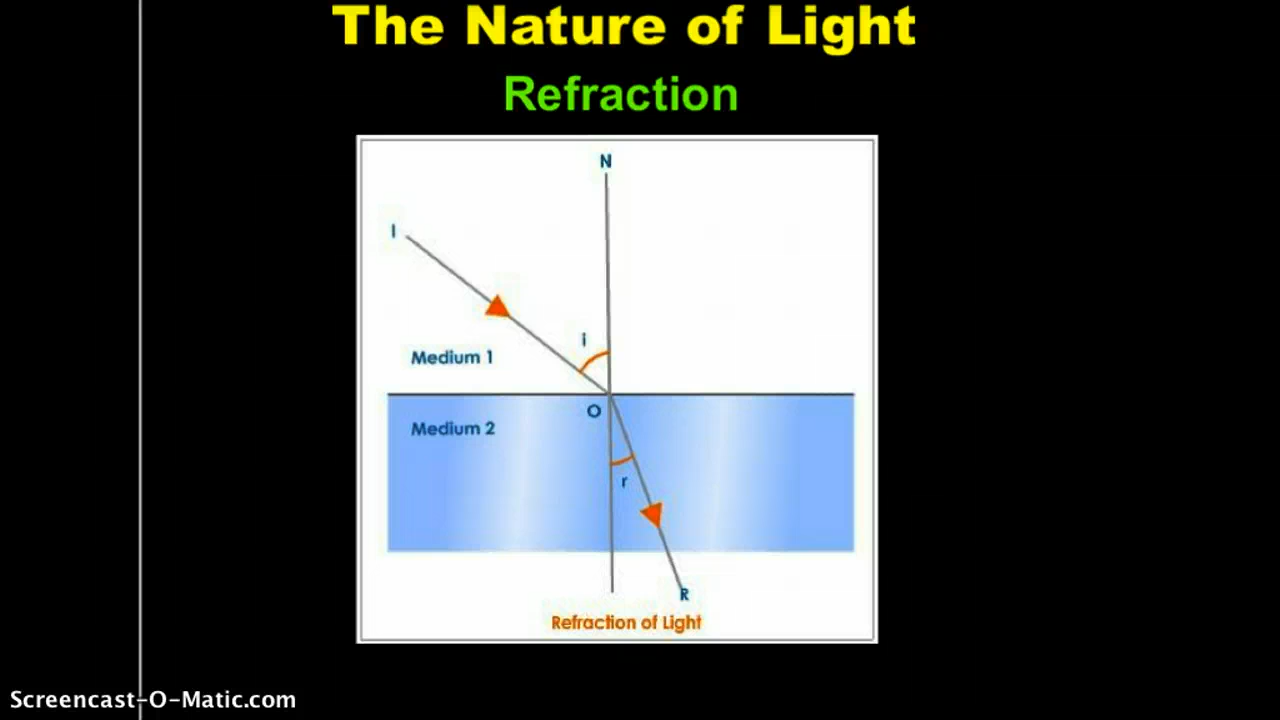 The Nature of Light
Refraction
N
I
i
Medium 1
O
Medium 2
r
R
Refraction of Light
Screencast-O-Matic.com